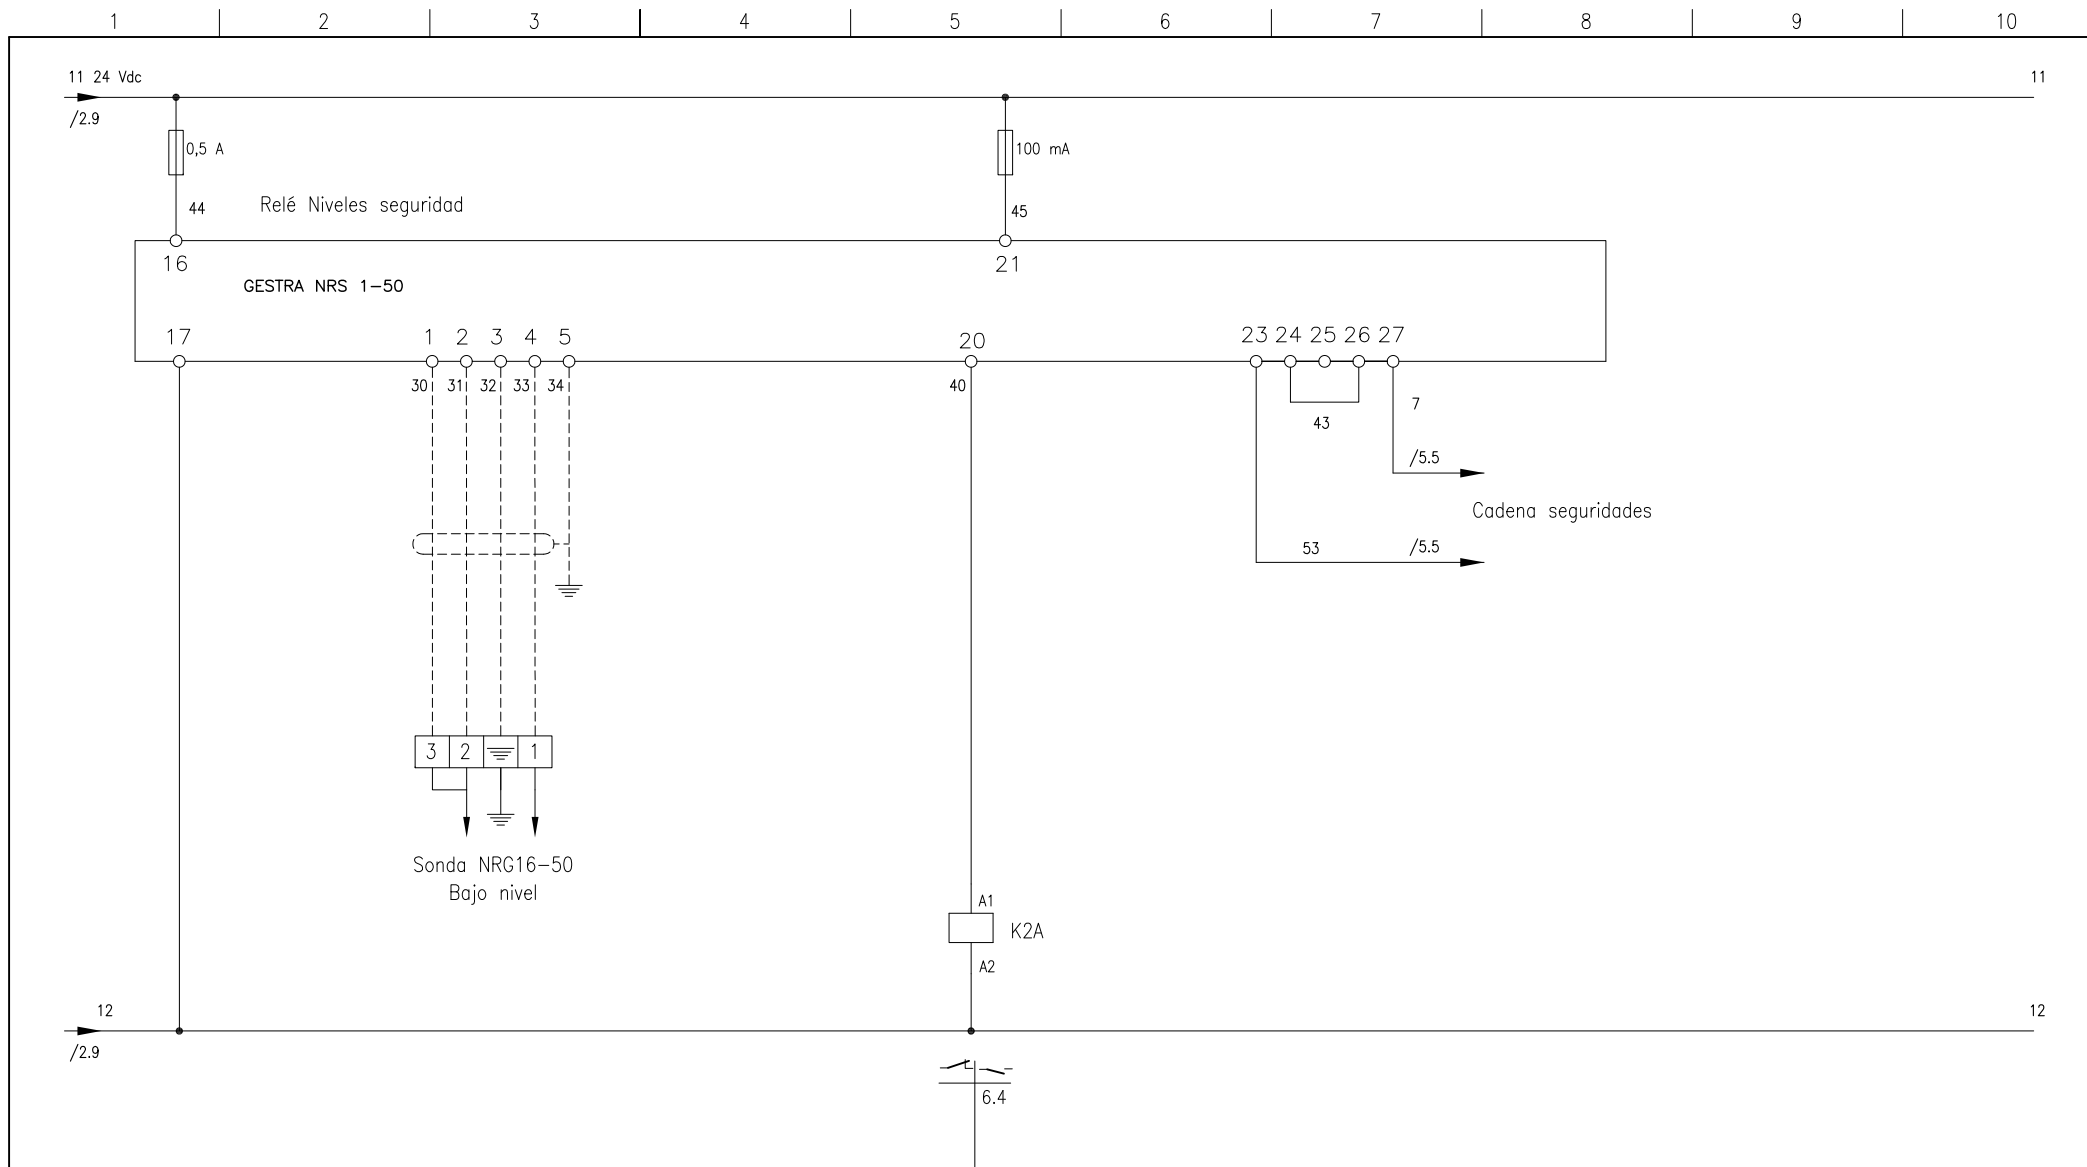 1 2 3 4 5 6 7 8 9 10
11 24 Vdc 11
/2.9
0,5 A 100 mA
44 Relé Niveles seguridad 45
16 21
GESTRA NRS 1-50
17 1 2 3 4 5 20 23 24 25 26 27
30 31 32 33 34 40
7
43
/5.5
Cadena seguridades
53 /5.5
3 2 1
Sonda NRG16-50
Bajo nivel
A1
K2A
A2
12 12
/2.9
6.4